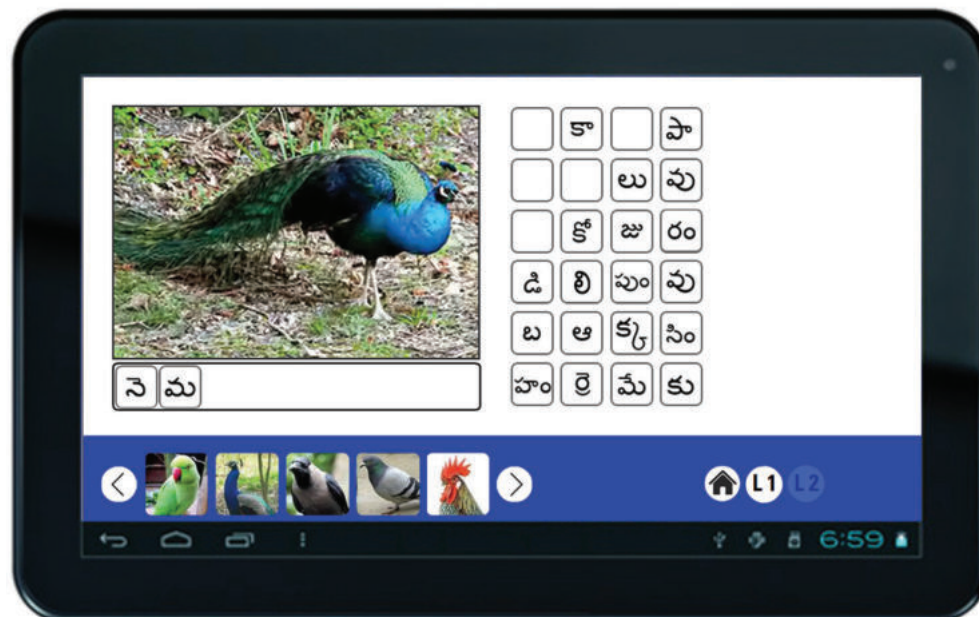 కా పా
లు వు
కో జు రం
డి లి పుం వు
బ ఆ క్క సిం
హం ర్రె మే కు
నె మ
L1 L2
6:59